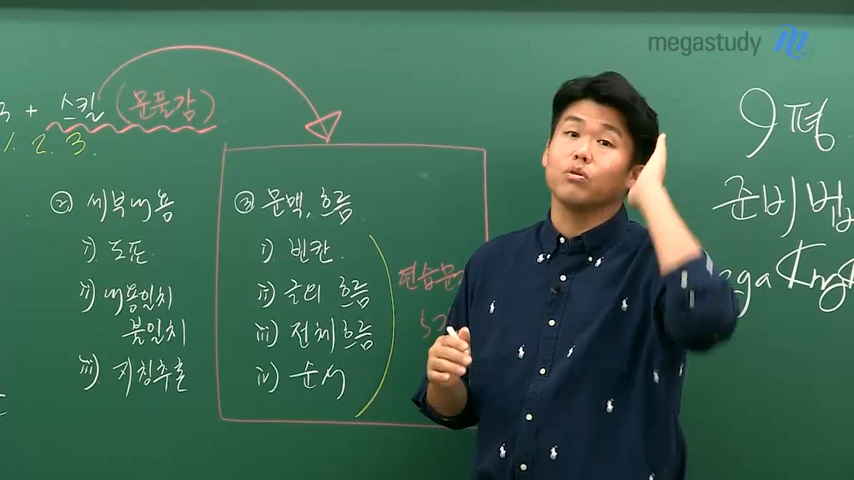 megastudy
3 + 스킬 (문풀감)
1. 2. 3.
② 세부내용
i) 도표
ii) 내용일치
불일치
iii) 지칭추론
③ 문맥, 흐름
i) 빈칸
ii) 글의 흐름
iii) 전체흐름
iv) 순서
연습문
9평
준비법